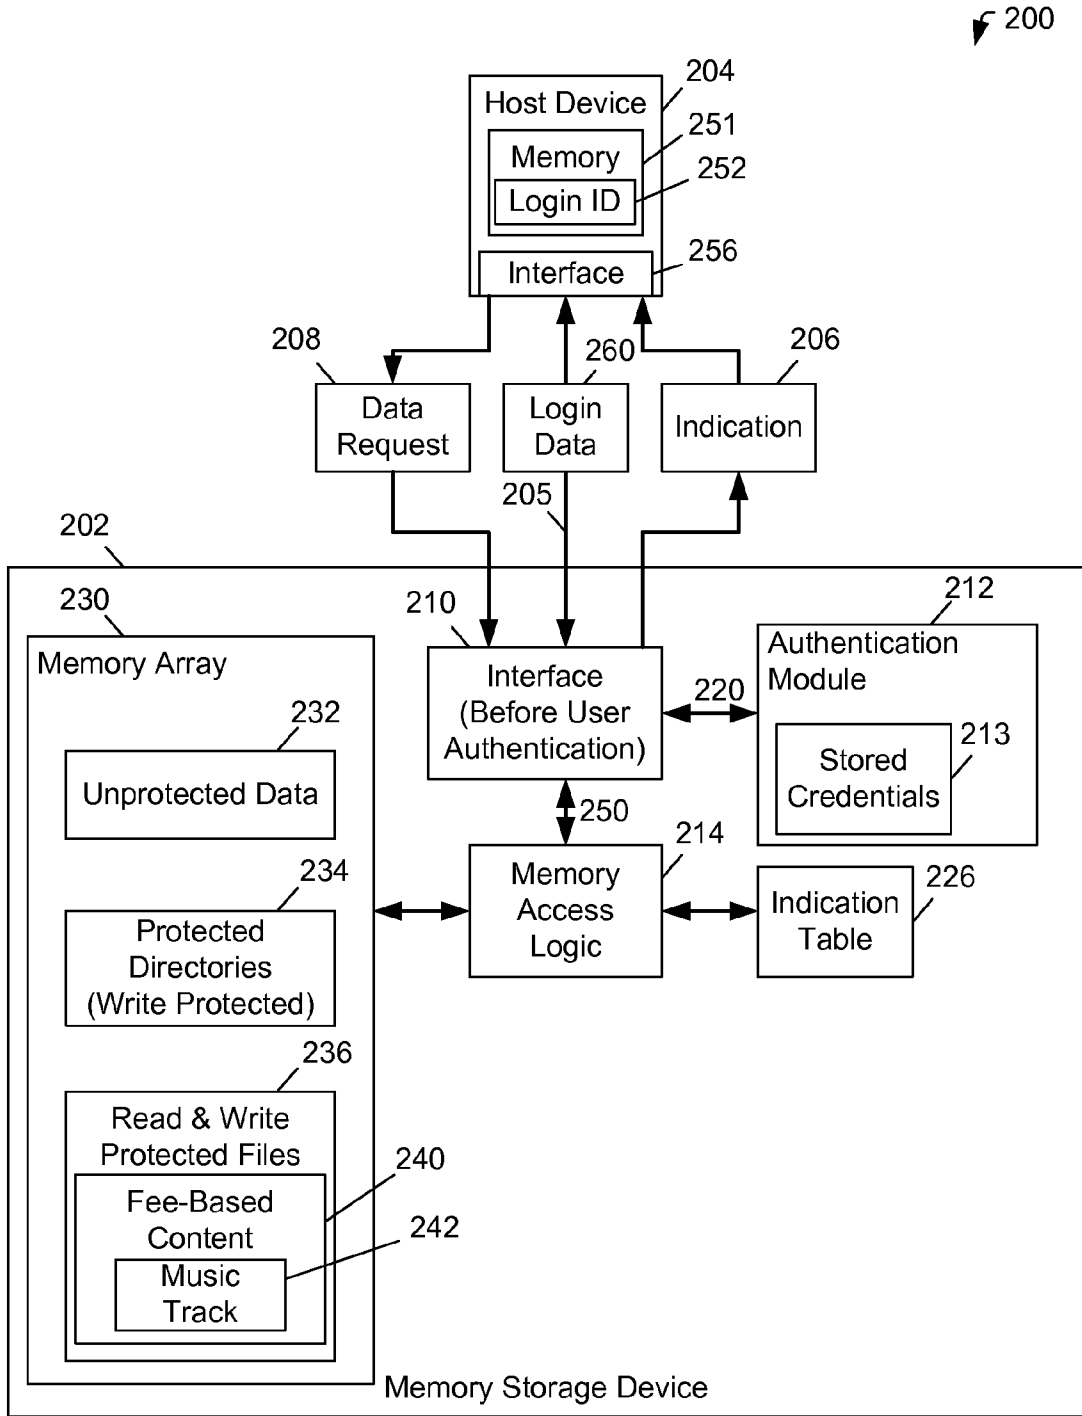 200
204
Host Device
251
Memory
252
Login ID
256
Interface
208
260
206
Data
Request
Login
Data
Indication
205
202
230
210
212
Memory Array
Interface
(Before User
Authentication)
220
Authentication
Module
232
213
Unprotected Data
Stored
Credentials
250
214
234
Memory
Access
Logic
226
Indication
Table
Protected
Directories
(Write Protected)
236
Read & Write
Protected Files
240
Fee-Based
Content
242
Music
Track
Memory Storage Device